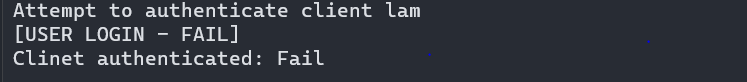 Attempt to authenticate client lam
[USER LOGIN - FAIL]
Clinet authenticated: Fail